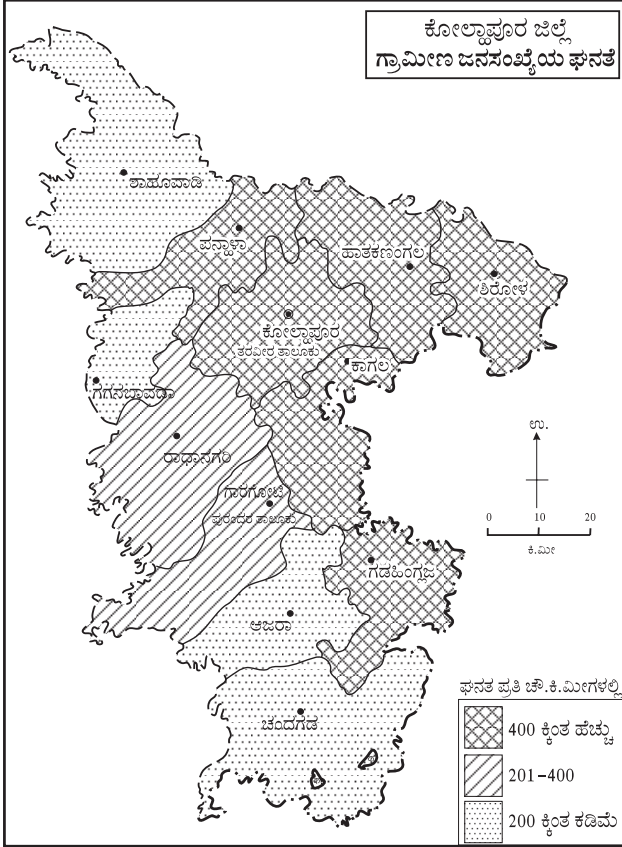 ಕೋಲ್ಹಾಪೂರ ಜಿಲ್ಲೆ
ಗ್ರಾಮೀಣ ಜನಸಂಖ್ಯೆಯ ಘನತೆ
ಶಾಹೂವಾಡಿ
ಪನ್ಹಾಳಾ
ಹಾತಕಣಂಗಲ
ಶಿರೋಳ
ಕೋಲ್ಹಾಪೂರ
ತರವೀರ ತಾಲೂಕು
ಕಾಗಲ
ಗಗನಬಾವಡಾ
ರಾಧಾನಗರಿ
ಗಾರಗೋಟಿ
ಪುರಂದರ ತಾಲೂಕು
ಗಡಹಿಂಗ್ಲಜ
ಆಜರಾ
ಚಂದಗಡ
ಉ.
0 10 20
ಕಿ.ಮೀ
ಘನತ ಪ್ರತಿ ಚೌ.ಕಿ.ಮೀಗಳಲ್ಲಿ
400 ಕ್ಕಿಂತ ಹೆಚ್ಚು
201-400
200 ಕ್ಕಿಂತ ಕಡಿಮೆ